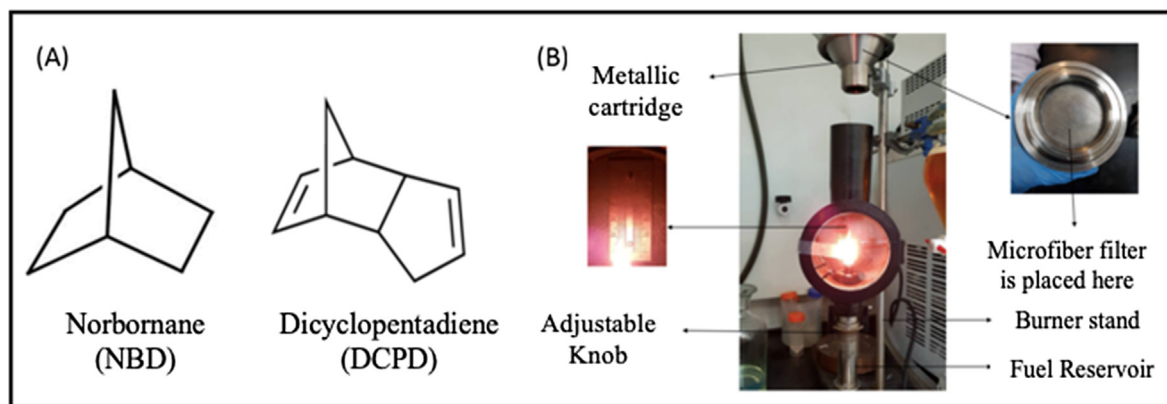 (A)
Norbornane
(NBD)
Dicyclopentadiene
(DCPD)
(B)
Metallic
cartridge
Adjustable
Knob
Microfiber filter
is placed here
Burner stand
Fuel Reservoir